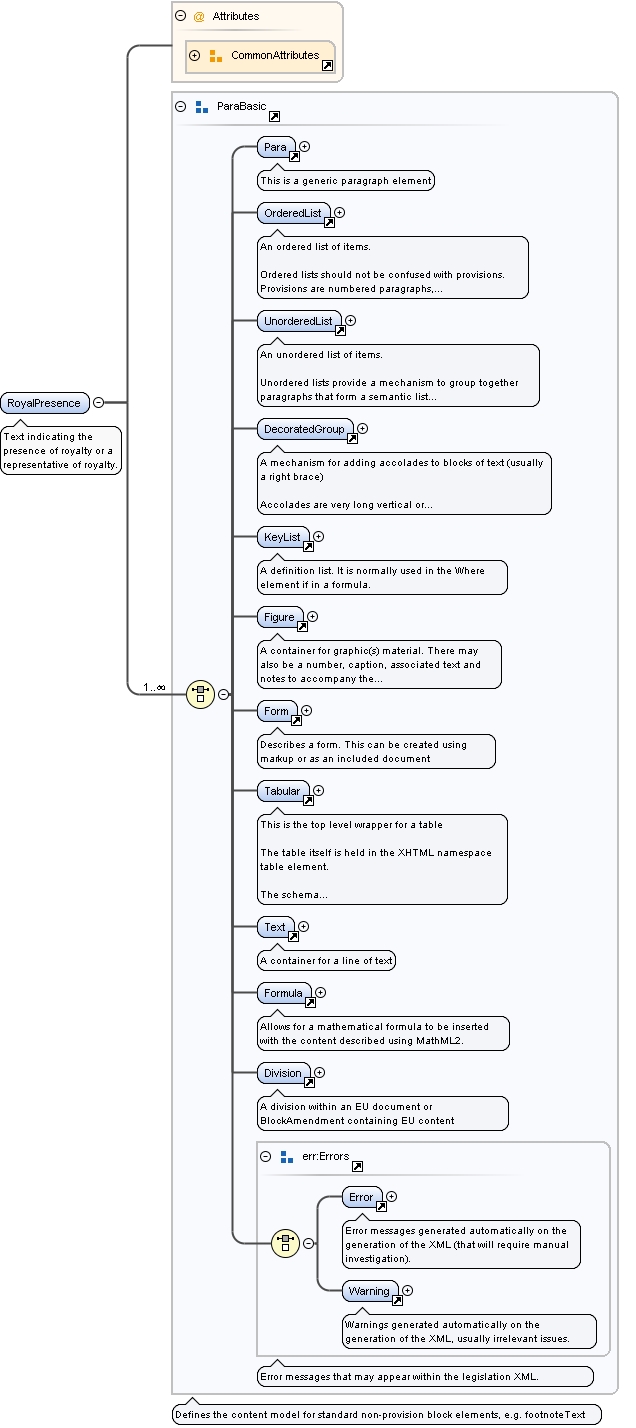 @ Attributes
CommonAttributes
ParaBasic
Para
This is a generic paragraph element
OrderedList
An ordered list of items.
Ordered lists should not be confused with provisions.
Provisions are numbered paragraphs,...
UnorderedList
An unordered list of items.
Unordered lists provide a mechanism to group together
paragraphs that form a semantic list...
RoyalPresence
Text indicating the
presence of royalty or a
representative of royalty.
DecoratedGroup
A mechanism for adding accolades to blocks of text (usually
a right brace)
Accolades are very long vertical or...
KeyList
A definition list. It is normally used in the Where
element if in a formula.
Figure
A container for graphic(s) material. There may
also be a number, caption, associated text and
notes to accompany the...
1..∞
Form
Describes a form. This can be created using
markup or as an included document
Tabular
This is the top level wrapper for a table
The table itself is held in the XHTML namespace
table element.
The schema...
Text
A container for a line of text
Formula
Allows for a mathematical formula to be inserted
with the content described using MathML2.
Division
A division within an EU document or
BlockAmendment containing EU content
err:Errors
Error
Error messages generated automatically on the
generation of the XML (that will require manual
investigation).
Warning
Warnings generated automatically on the
generation of the XML, usually irrelevant issues.
Error messages that may appear within the legislation XML.
Defines the content model for standard non-provision block elements, e.g. footnoteText